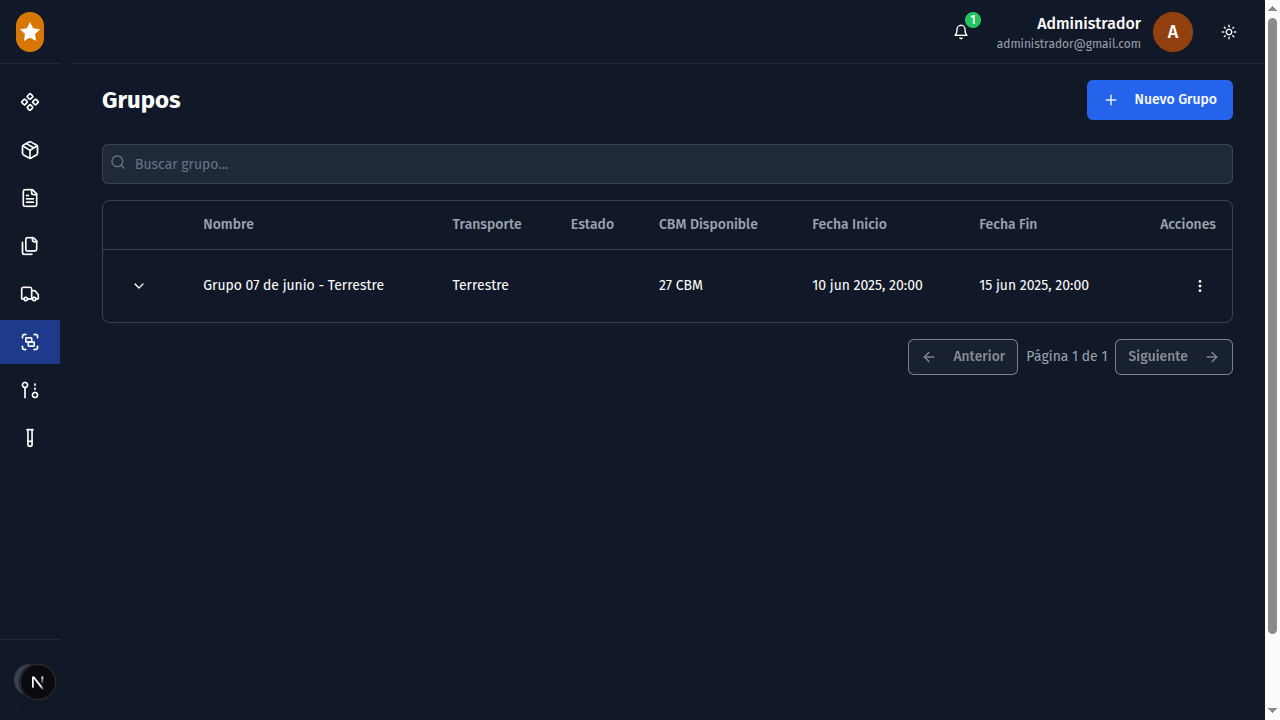 1
Administrador
administrador@gmail.com
A
Grupos
Nuevo Grupo
Buscar grupo...
Nombre Transporte Estado CBM Disponible Fecha Inicio Fecha Fin Acciones
Grupo 07 de junio - Terrestre Terrestre 27 CBM 10 jun 2025, 20:00 15 jun 2025, 20:00
Anterior Página 1 de 1 Siguiente
N